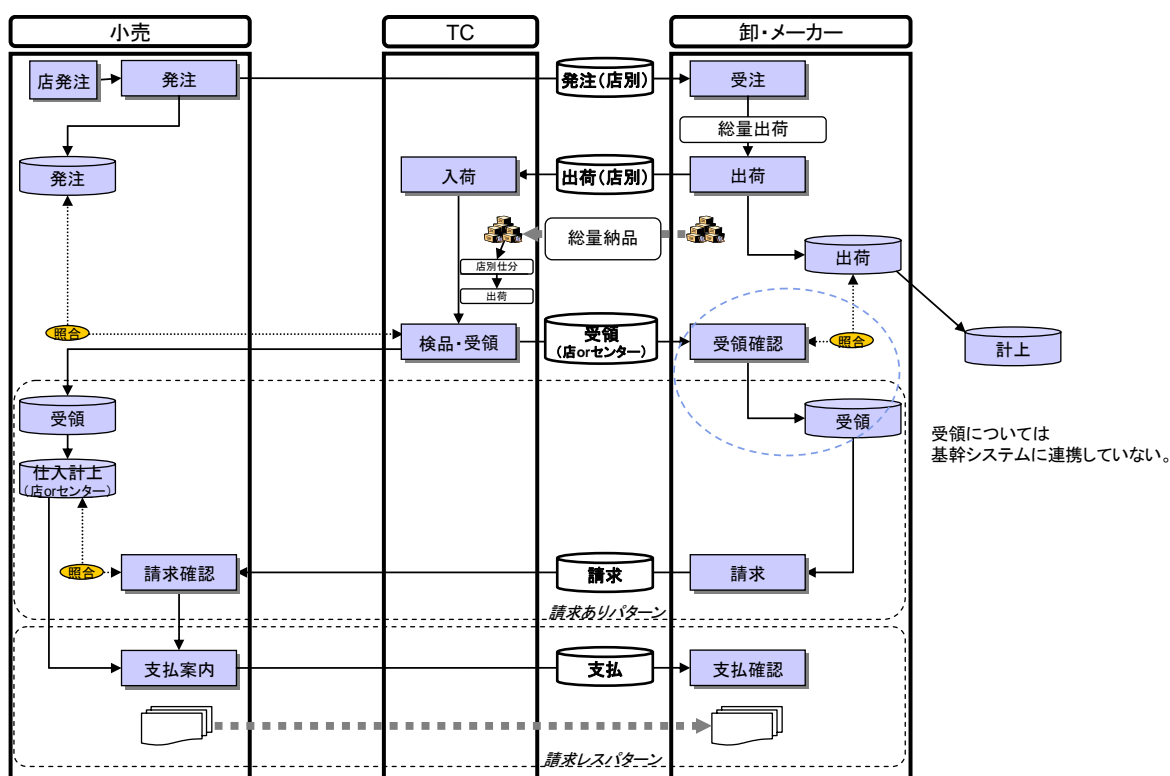 小売
TC
卸・メーカー
店発注
発注
発注(店別)
受注
総量出荷
発注
入荷
出荷(店別)
出荷
総量納品
出荷
店別仕分
出荷
照合
検品・受領
受領
(店orセンター)
受領確認
照合
計上
受領
受領
受領については
基幹システムに連携していない。
仕入計上
(店orセンター)
照合
請求確認
請求
請求
請求ありパターン
支払案内
支払
支払確認
請求レスパターン